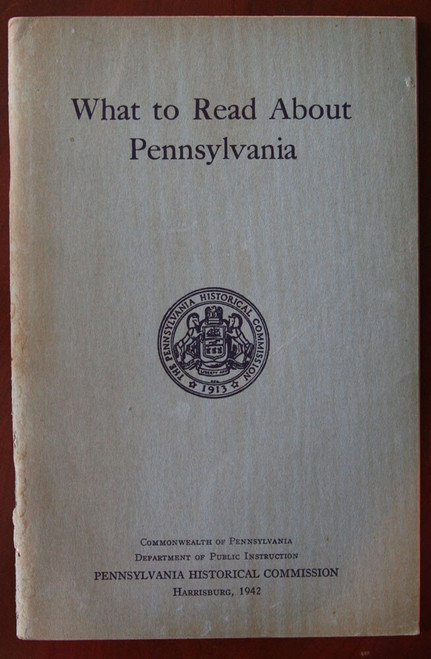 What to Read About
Pennsylvania
THE PENNSYLVANIA HISTORICAL COMMISSION
1913
COMMONWEALTH OF PENNSYLVANIA
DEPARTMENT OF PUBLIC INSTRUCTION
PENNSYLVANIA HISTORICAL COMMISSION
HARRISBURG, 1942